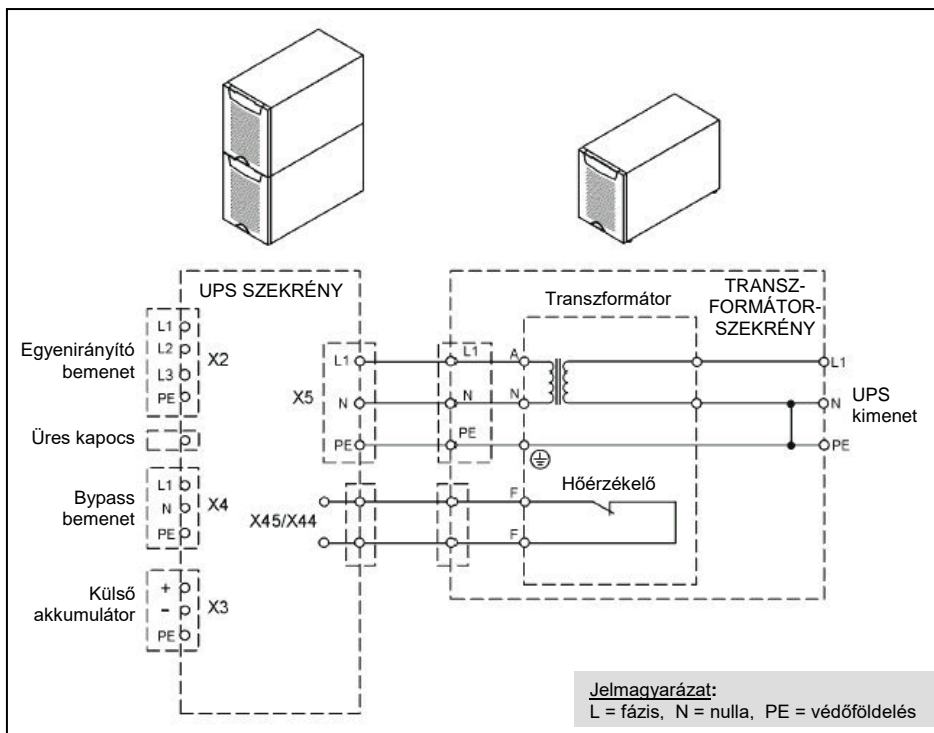 UPS SZEKRÉNY
TRANSZ-
FORMÁTOR-
SZEKRÉNY
Transzformátor
Egyenirányító
bemenet
L1
L2
L3
PE
X2
Üres kapocs
Bypass
bemenet
L1
N
PE
X4
Külső
akkumulátor
+
-
PE
X3
X5
L1
N
PE
L1
N
PE
A
N
L1
N
PE
UPS
kimenet
X45/X44
F
F
Hőérzékelő
Jelmagyarázat:
L = fázis, N = nulla, PE = védőföldelés